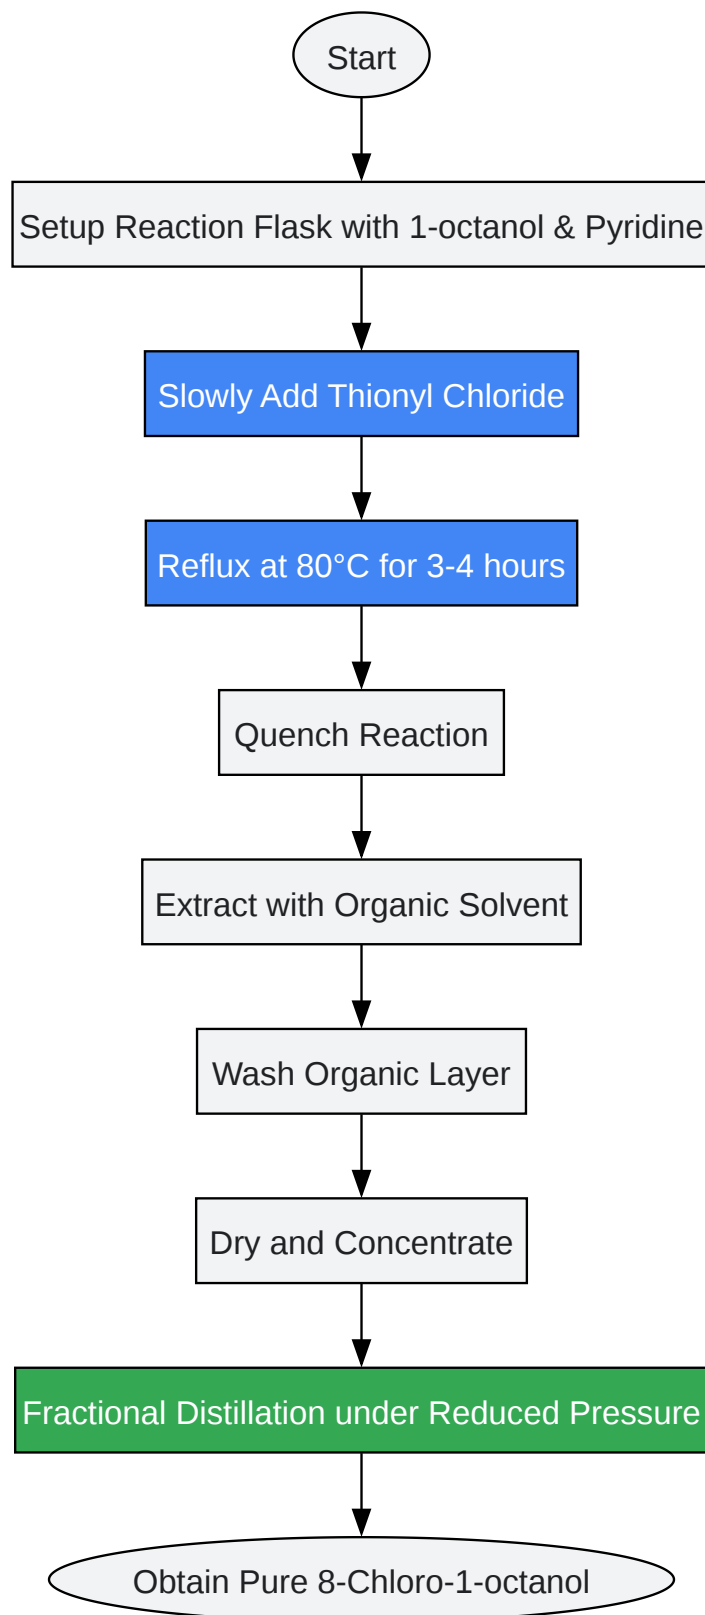 Start
Setup Reaction Flask with 1-octanol & Pyridine
Slowly Add Thionyl Chloride
Reflux at 80°C for 3-4 hours
Quench Reaction
Extract with Organic Solvent
Wash Organic Layer
Dry and Concentrate
Fractional Distillation under Reduced Pressure
Obtain Pure 8-Chloro-1-octanol